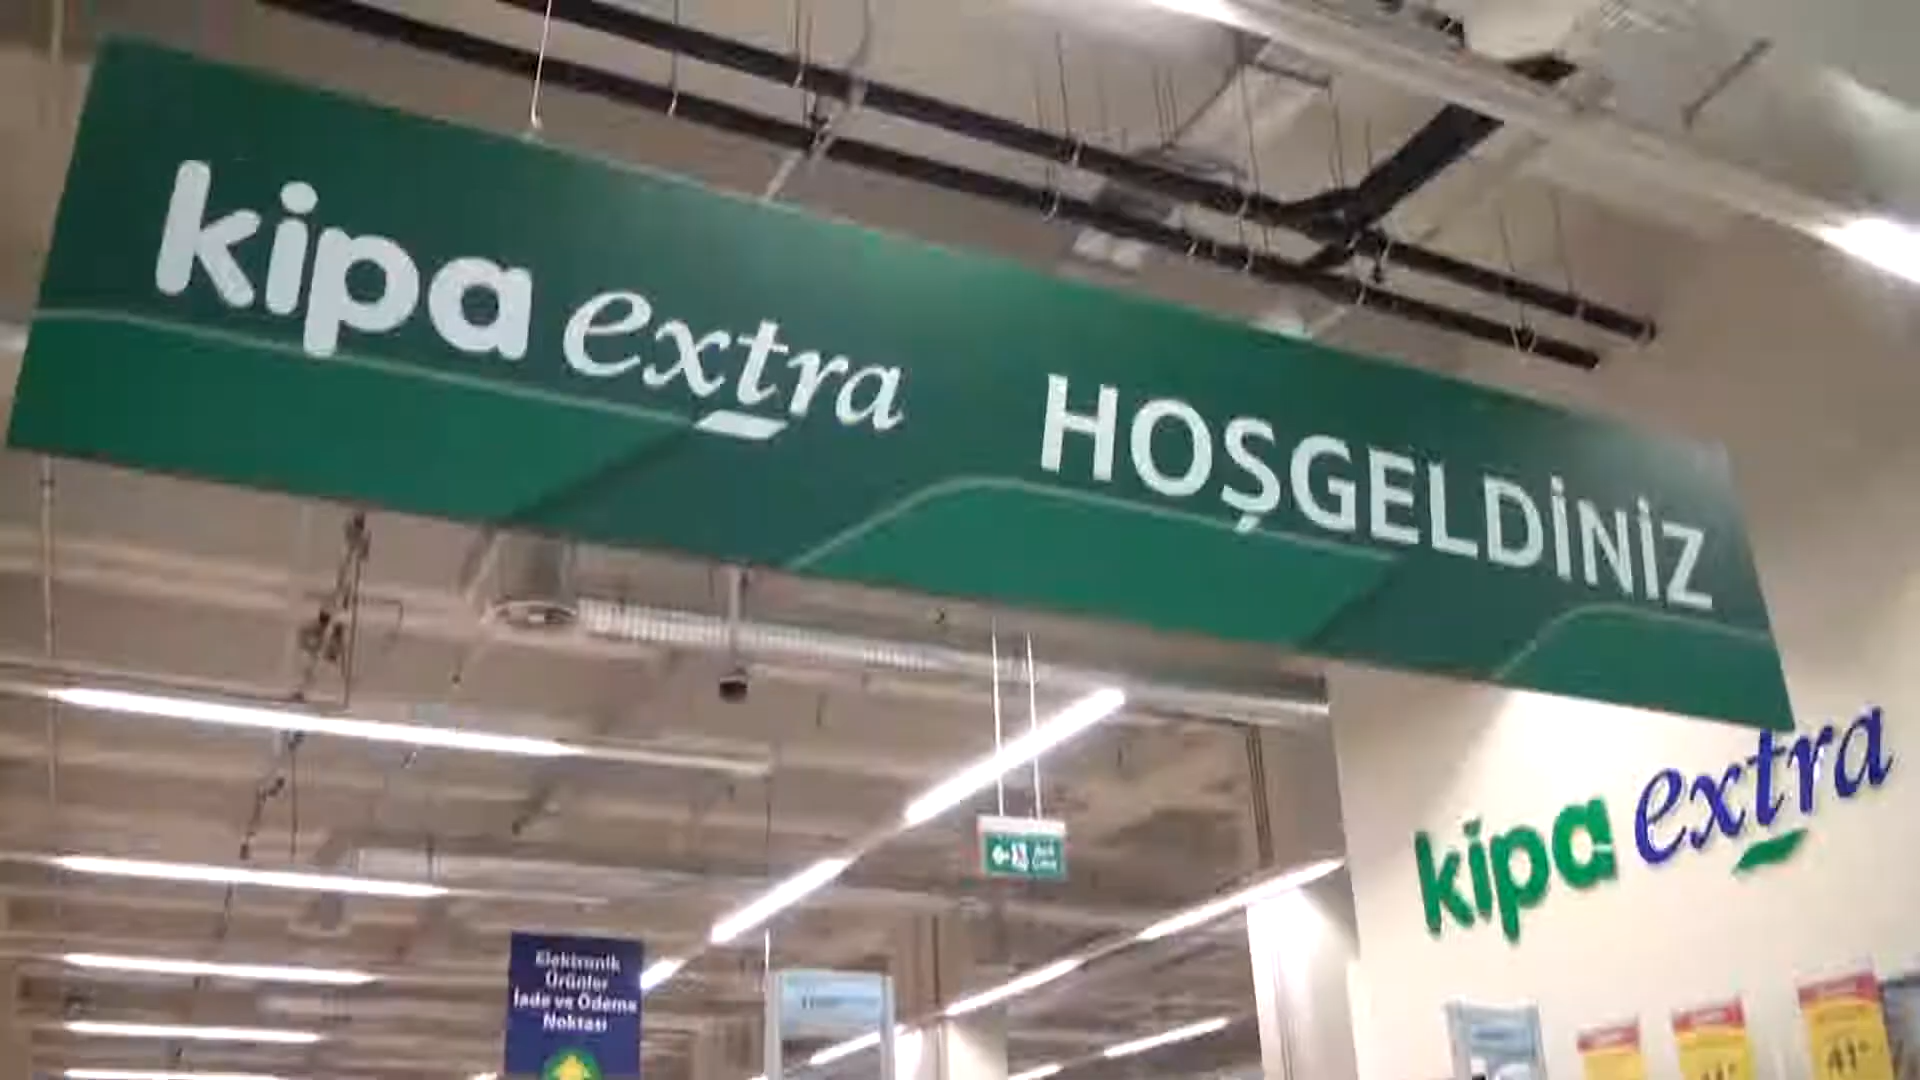 kipa extra HOŞGELDİNİZ
kipa extra
Elektronik
Ürünler
İade ve Ödeme
Noktası